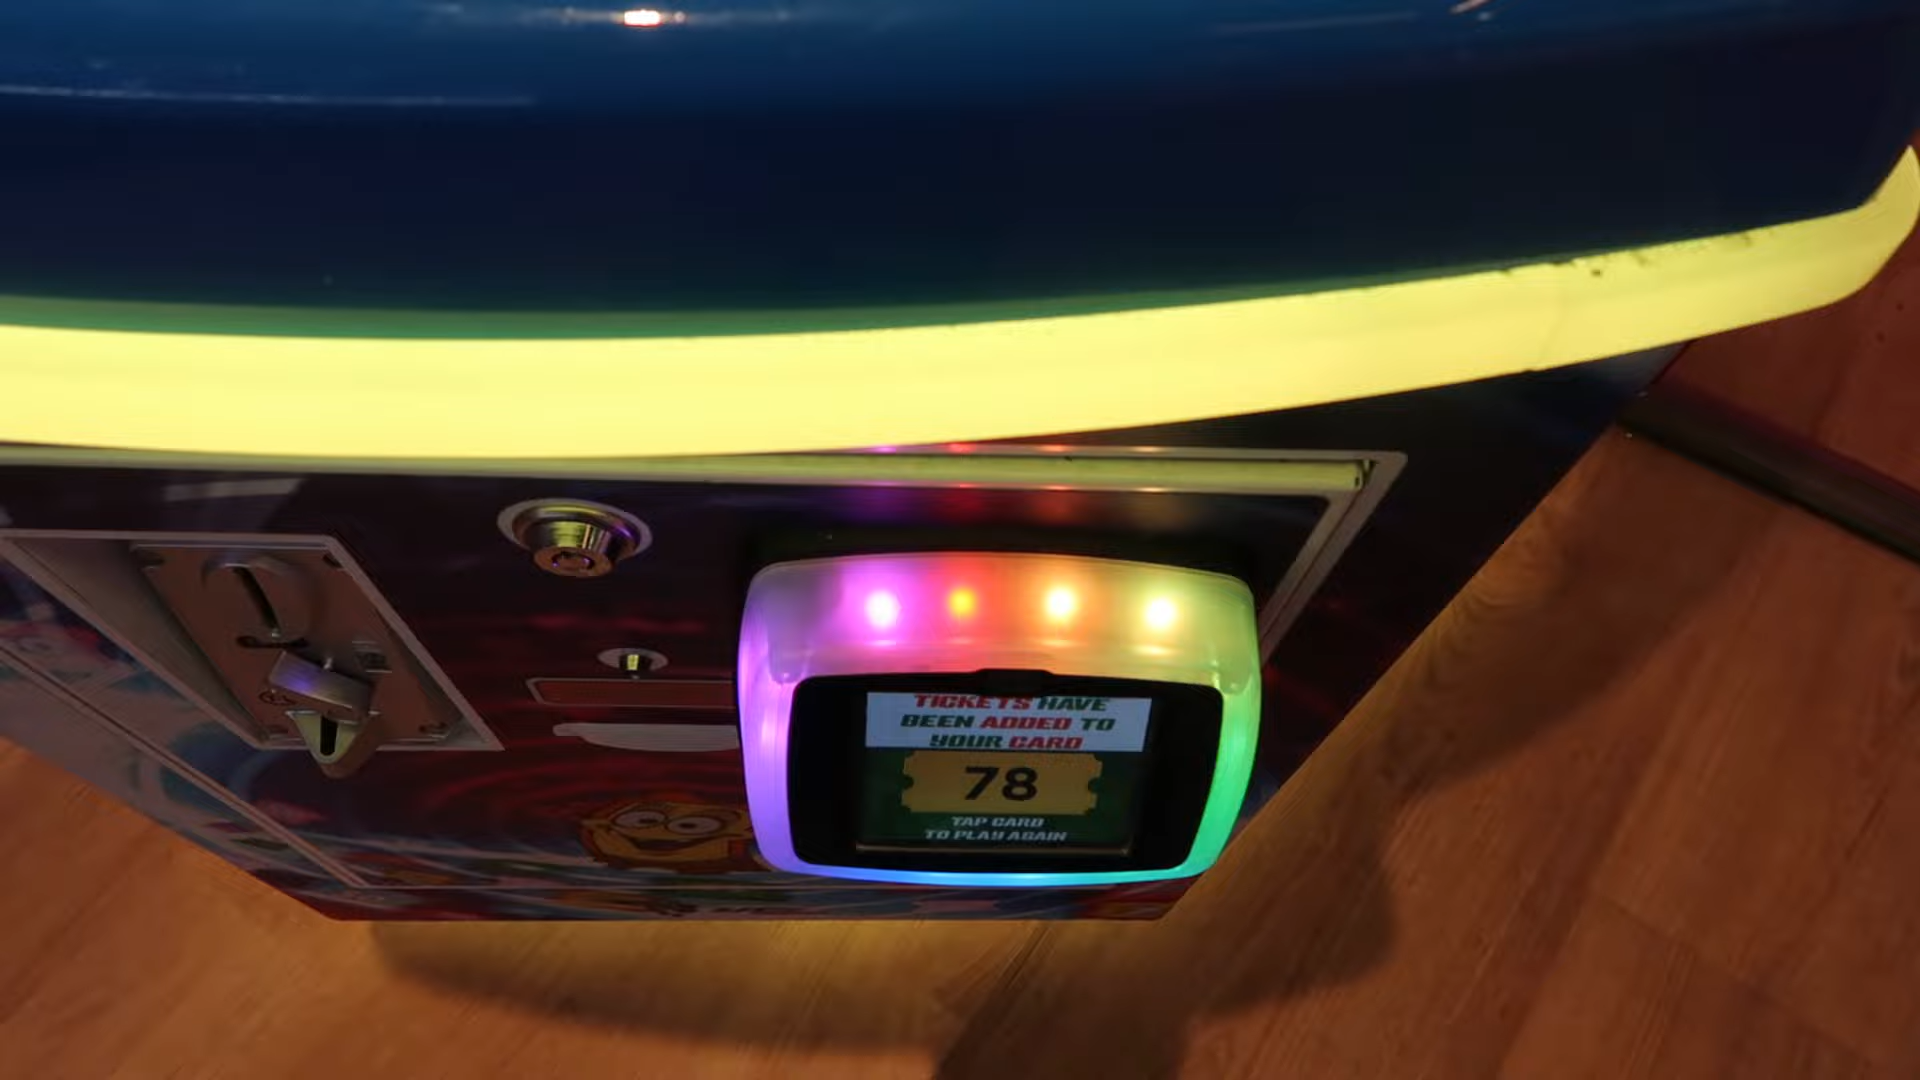 TICKETS HAVE
BEEN ADDED TO
YOUR CARD
78
TAP CARD
TO PLAY AGAIN